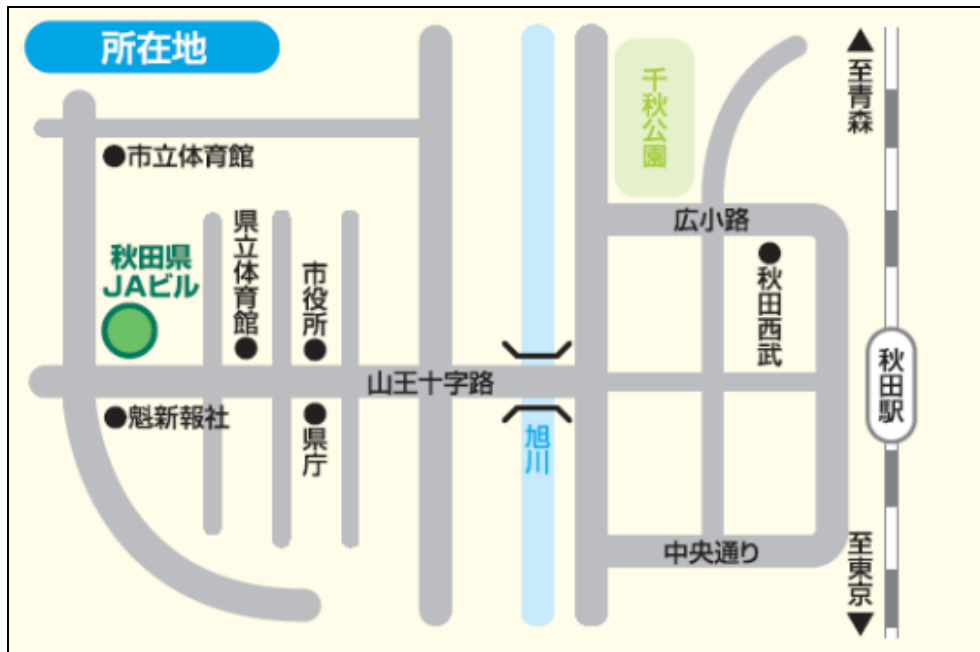 所在地
千秋公園
▲至青森
●市立体育館
広小路
秋田県
JAビル
県立体育館●
市役所●
●秋田西武
秋田駅
山王十字路
●魁新報社
●県庁
旭川
中央通り
至東京▼